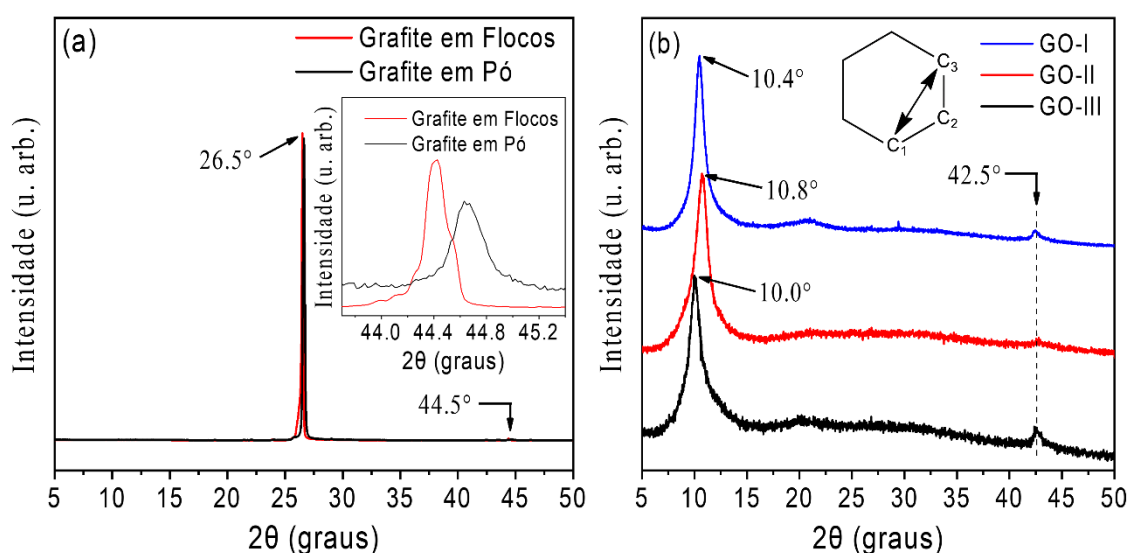 (a)
Grafite em Flocos
Grafite em Pó
26.5°
Grafite em Flocos
Grafite em Pó
Intensidade (u. arb.)
44.0 44.4 44.8 45.2
2θ (graus)
44.5°
Intensidade (u. arb.)
5 10 15 20 25 30 35 40 45 50
2θ (graus)
(b)
GO-I
GO-II
GO-III
C3
C2
C1
10.4°
10.8°
10.0°
42.5°
Intensidade (u. arb.)
5 10 15 20 25 30 35 40 45 50
2θ (graus)